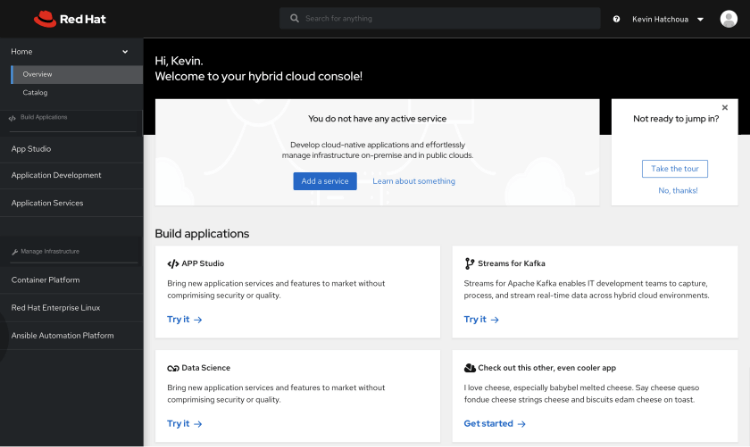 Red Hat
Search for anything
Kevin Hatchoua
Home
Overview
Catalog
Build Applications
App Studio
Application Development
Application Services
Manage Infrastructure
Container Platform
Red Hat Enterprise Linux
Ansible Automation Platform
Hi, Kevin.
Welcome to your hybrid cloud console!
You do not have any active service
Develop cloud-native applications and effortlessly
manage infrastructure on-premise and in public clouds.
Add a service
Learn about something
Not ready to jump in?
Take the tour
No, thanks!
Build applications
APP Studio
Bring new application services and features to market without
comprimising security or quality.
Try it →
Streams for Kafka
Streams for Apache Kafka enables IT development teams to capture,
process, and stream real-time data across hybrid cloud environments.
Try it →
Data Science
Bring new application services and features to market without
comprimising security or quality.
Try it →
Check out this other, even cooler app
I love cheese, especially babybel melted cheese. Say cheese queso
fondue cheese strings cheese and biscuits edam cheese on toast.
Get started →